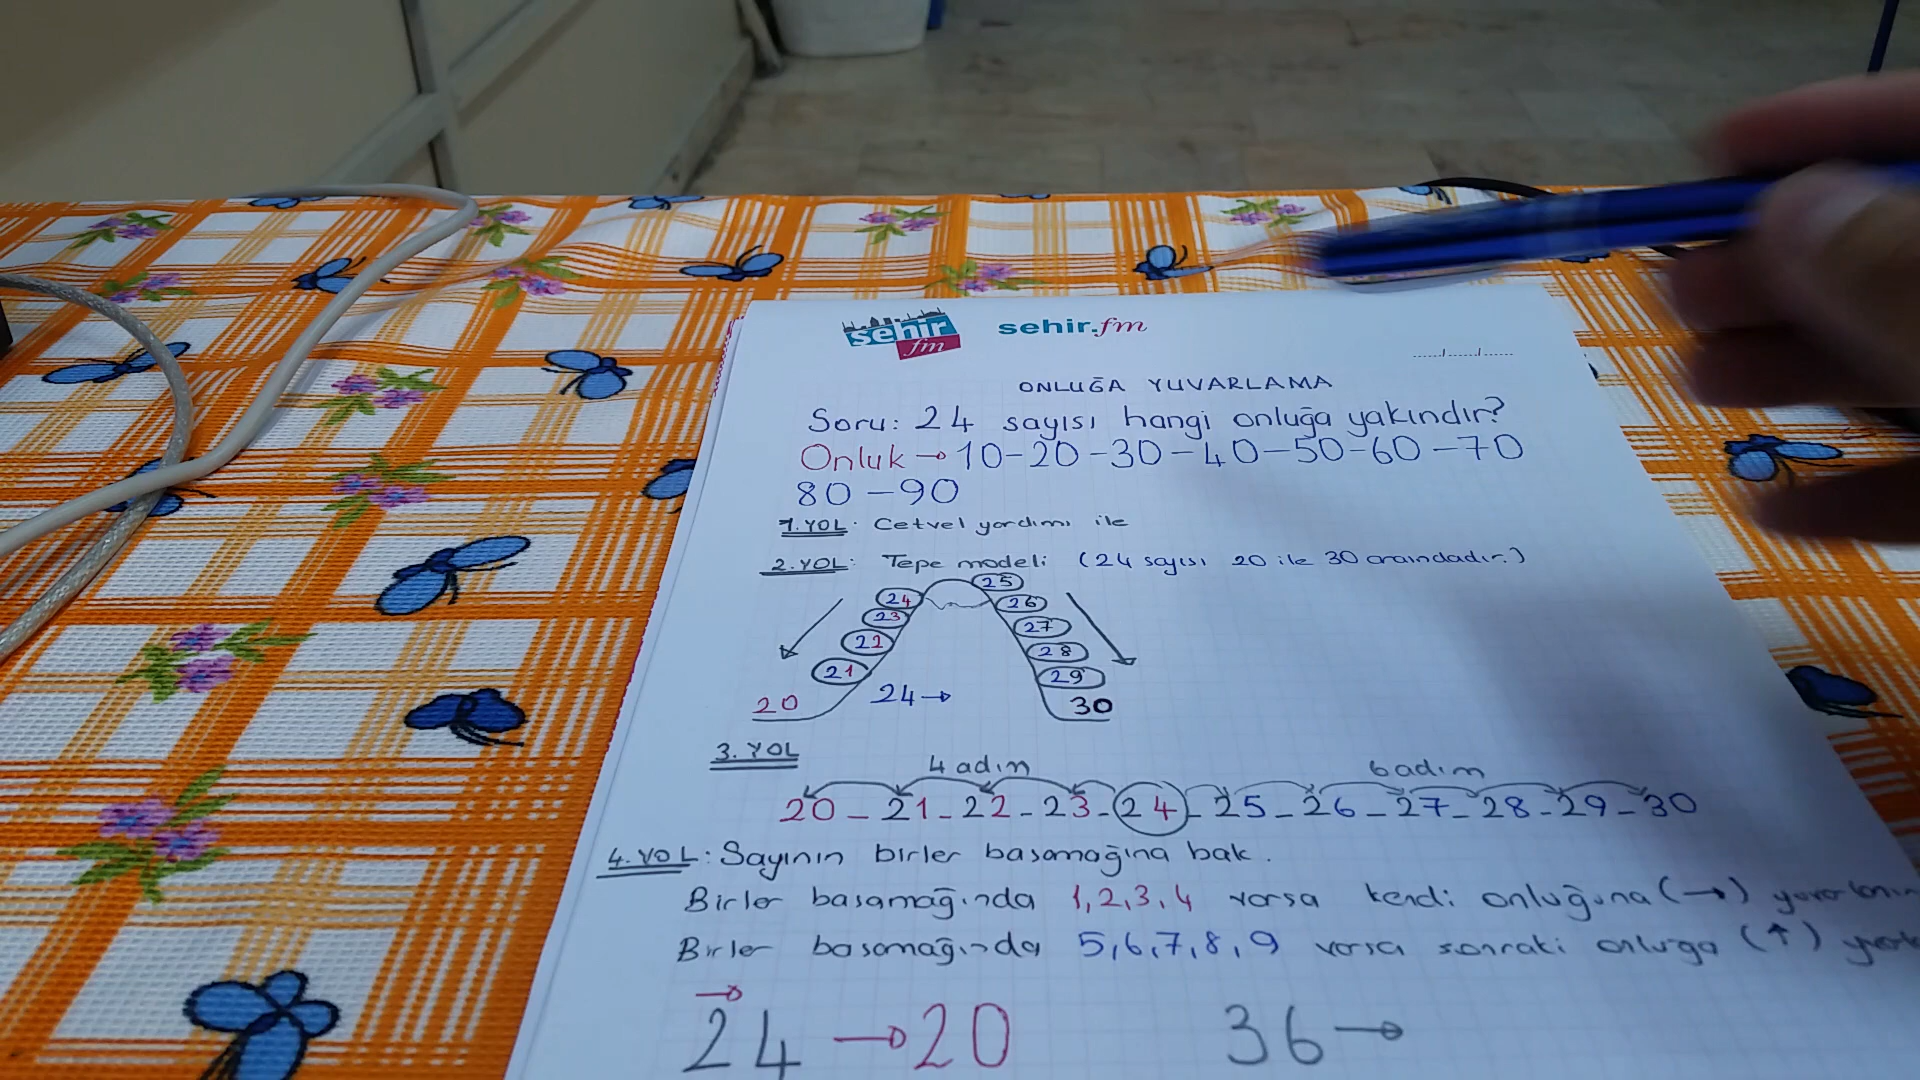 sehir fm sehir.fm
....../....../......
ONLUĞA YUVARLAMA
Soru: 24 sayısı hangi onluğa yakındır?
Onluk → 10-20-30-40-50-60-70
80-90
1.YOL: Cetvel yardımı ile
2.YOL: Tepe modeli (24 sayısı 20 ile 30 araındadır.)
25
24 26
23 27
22 28
21 29
20 24→ 30
3. YOL
4 adım 6 adım
20-21-22-23-24-25-26-27-28-29-30
4. YOL: Sayının birler basamağına bak.
Birler basamağında 1,2,3,4 varsa kendi onluğuna (→)
Birler basamağında 5,6,7,8,9 varsa sonraki onluğa (↑)
24 → 20 36 →